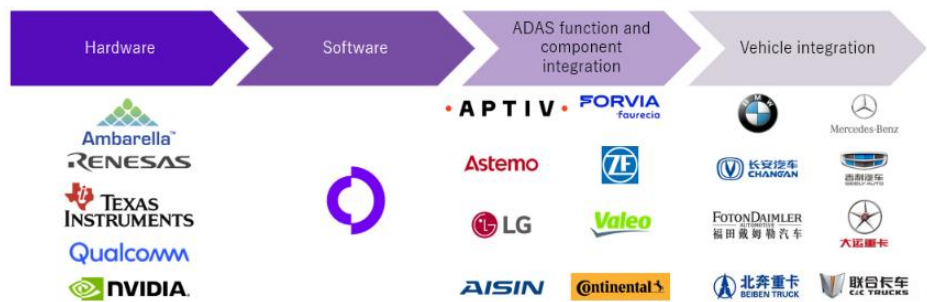 Hardware
Software
ADAS function and
component
integration
Vehicle integration
Ambarella™
RENESAS
TEXAS
INSTRUMENTS
Qualcomm
NVIDIA.
• APTIV •
FORVIA
faurecia
Astemo
ZF
LG
Valeo
AISIN
Continental
BMW
Mercedes-Benz
长安汽车
CHANGAN
吉利汽车
GEELY AUTO
FOTONDAIMLER
AUTOMOTIVE
福田戴姆勒汽车
大运重卡
北奔重卡
BEIBEN TRUCK
联合卡车
C&C TRUCKS